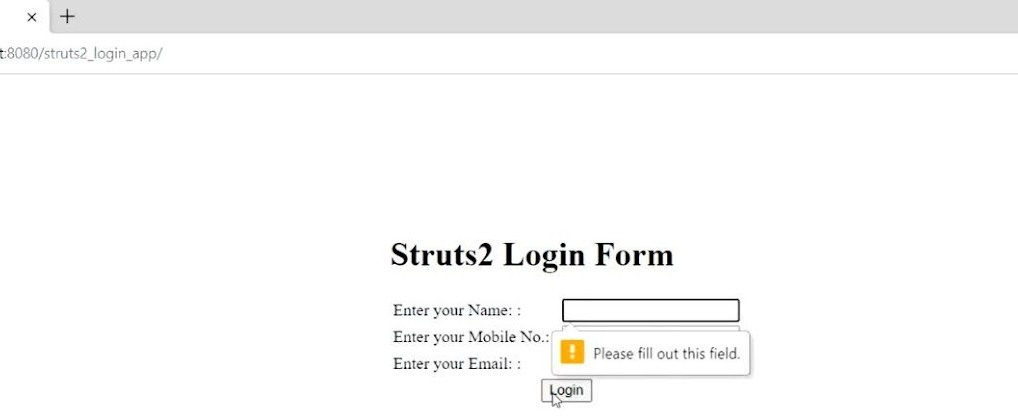 t:8080/struts2_login_app/
Struts2 Login Form
Enter your Name: :
Enter your Mobile No.:
Please fill out this field.
Enter your Email: :
Login